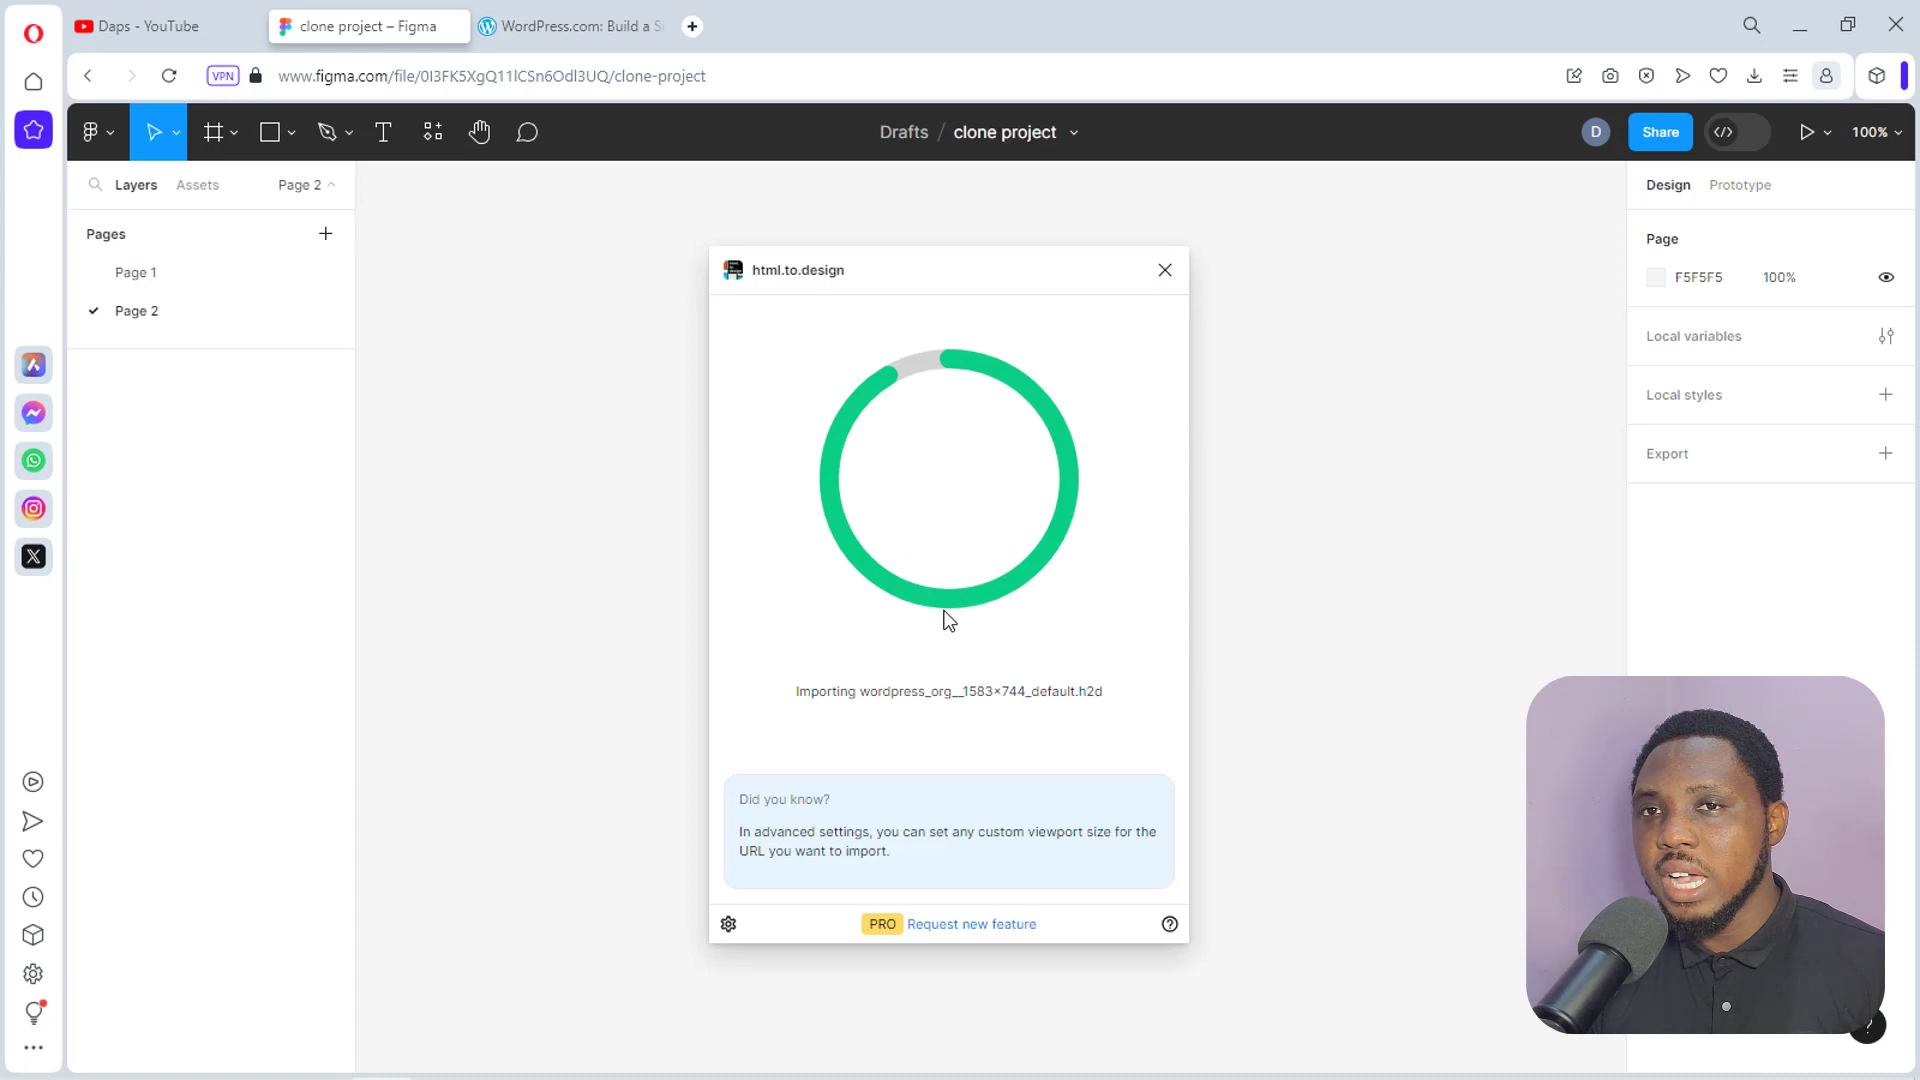 Daps - YouTube
clone project – Figma
WordPress.com: Build a Si
VPN
www.figma.com/file/0I3FK5XgQ11lCSn6Odl3UQ/clone-project
Drafts / clone project
D
Share
100%
Layers
Assets
Page 2
Design
Prototype
Pages
Page 1
Page 2
Page
F5F5F5
100%
Local variables
Local styles
Export
html.to.design
Importing wordpress_org__1583×744_default.h2d
Did you know?
In advanced settings, you can set any custom viewport size for the
URL you want to import.
PRO
Request new feature